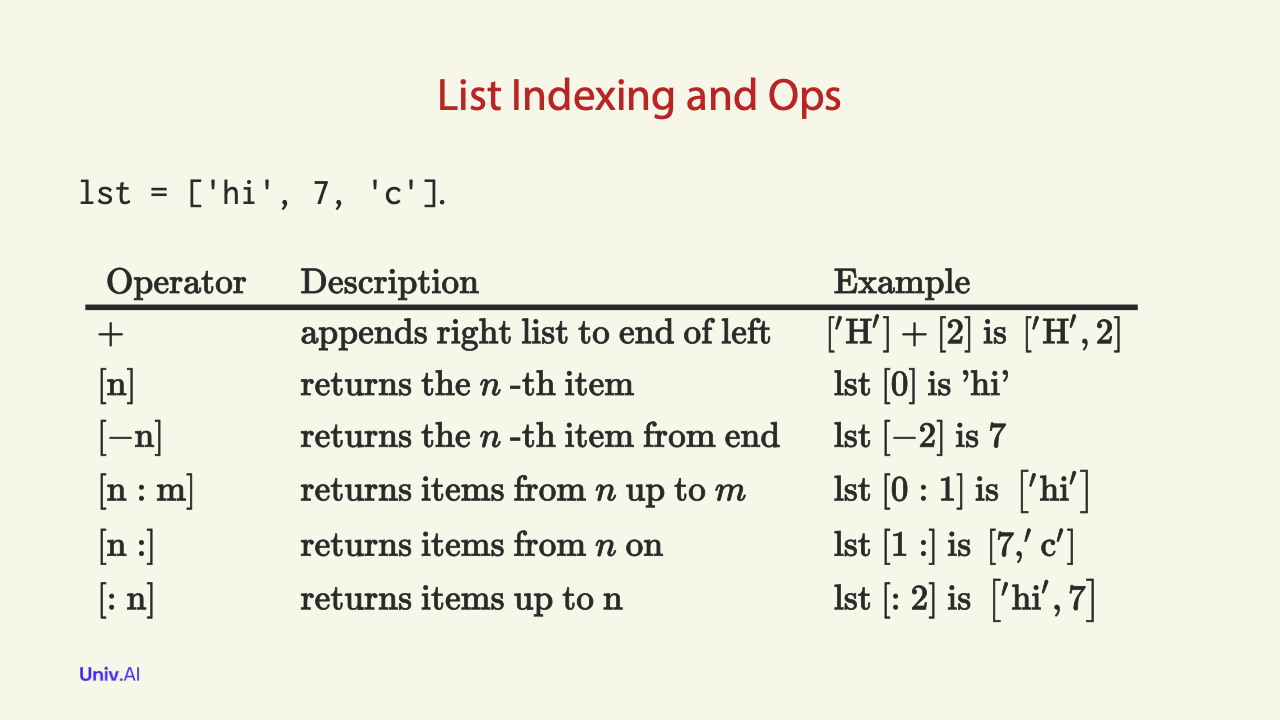 List Indexing and Ops
lst = ['hi', 7, 'c'].
Operator Description Example
+ appends right list to end of left ['H'] + [2] is ['H', 2]
[n] returns the n -th item lst [0] is ’hi’
[−n] returns the n -th item from end lst [−2] is 7
[n : m] returns items from n up to m lst [0 : 1] is ['hi']
[n :] returns items from n on lst [1 :] is [7,' c']
[: n] returns items up to n lst [: 2] is ['hi', 7]
Univ.AI